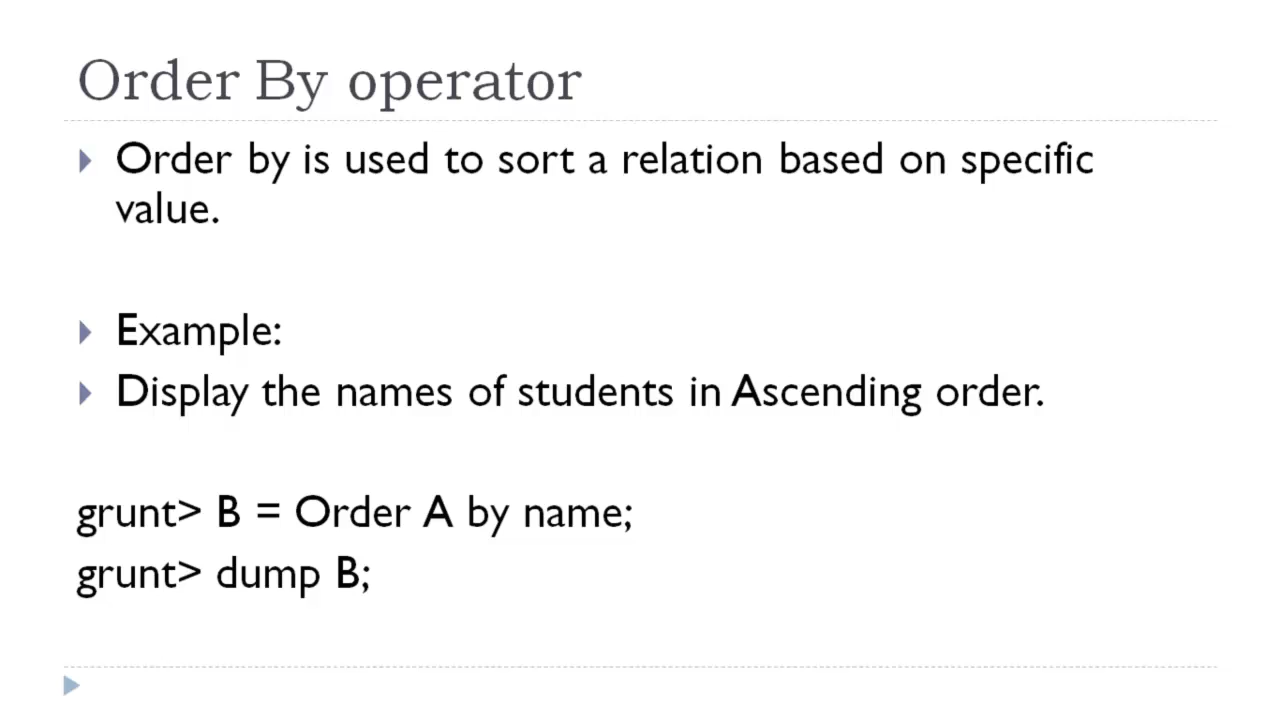 Order By operator
Order by is used to sort a relation based on specific
value.
Example:
Display the names of students in Ascending order.
grunt> B = Order A by name;
grunt> dump B;